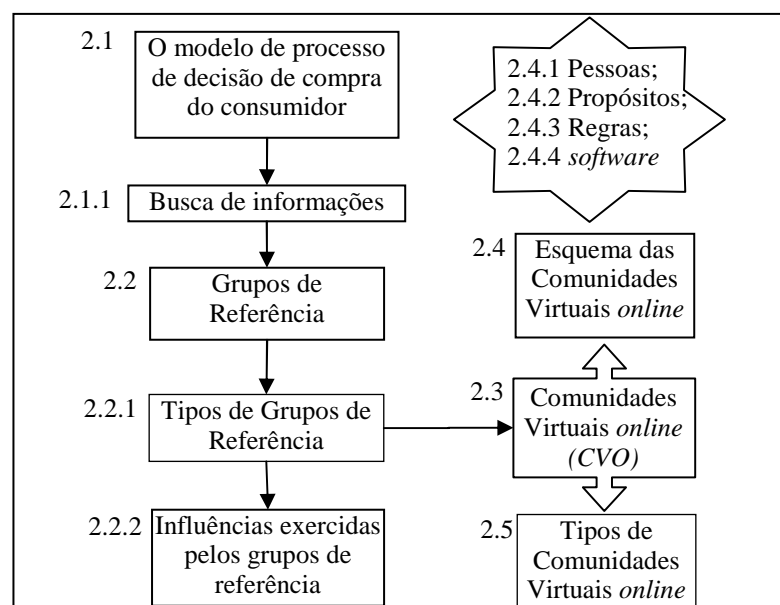 2.1
O modelo de processo
de decisão de compra
do consumidor
2.1.1
Busca de informações
2.2
Grupos de
Referência
2.2.1
Tipos de Grupos de
Referência
2.2.2
Influências exercidas
pelos grupos de
referência
2.4.1 Pessoas;
2.4.2 Propósitos;
2.4.3 Regras;
2.4.4 software
2.4
Esquema das
Comunidades
Virtuais online
2.3
Comunidades
Virtuais online
(CVO)
2.5
Tipos de
Comunidades
Virtuais online